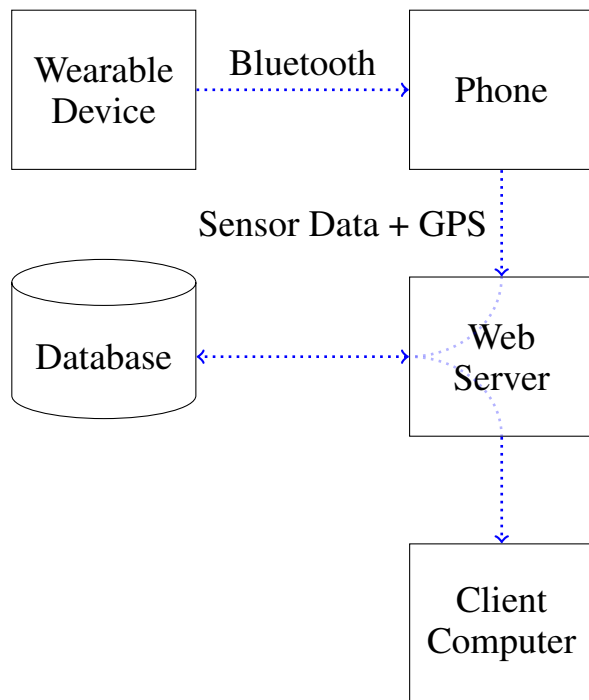 Wearable
Device
Bluetooth
Phone
Sensor Data + GPS
Database
Web
Server
Client
Computer